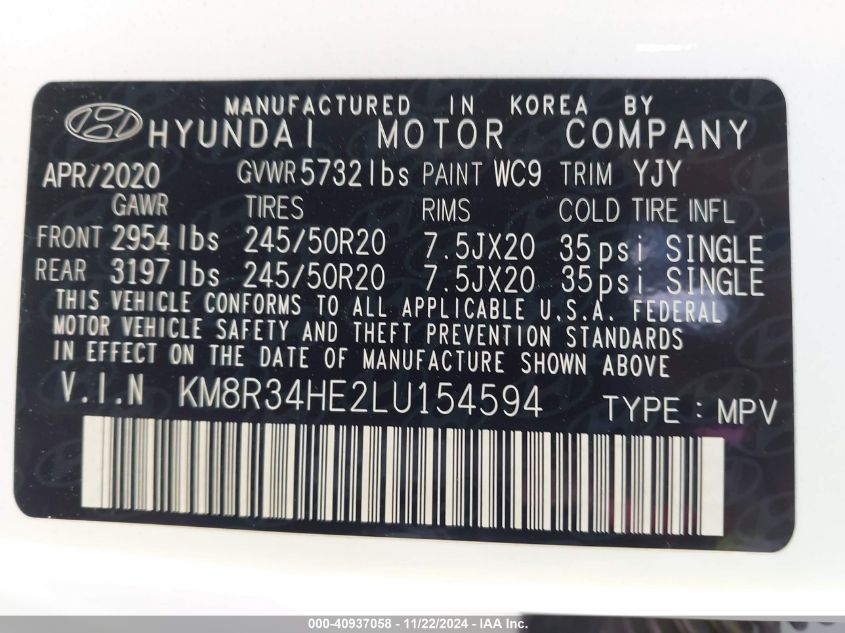 MANUFACTURED IN KOREA BY
HYUNDAI MOTOR COMPANY
APR/2020 GVWR 5732 lbs PAINT WC9 TRIM YJY
GAWR TIRES RIMS COLD TIRE INFL
FRONT 2954 lbs 245/50R20 7.5JX20 35psi SINGLE
REAR 3197 lbs 245/50R20 7.5JX20 35psi SINGLE
THIS VEHICLE CONFORMS TO ALL APPLICABLE U.S.A. FEDERAL
MOTOR VEHICLE SAFETY AND THEFT PREVENTION STANDARDS
IN EFFECT ON THE DATE OF MANUFACTURE SHOWN ABOVE
V.I.N KM8R34HE2LU154594 TYPE : MPV
000-40937058 - 11/22/2024 - IAA Inc.